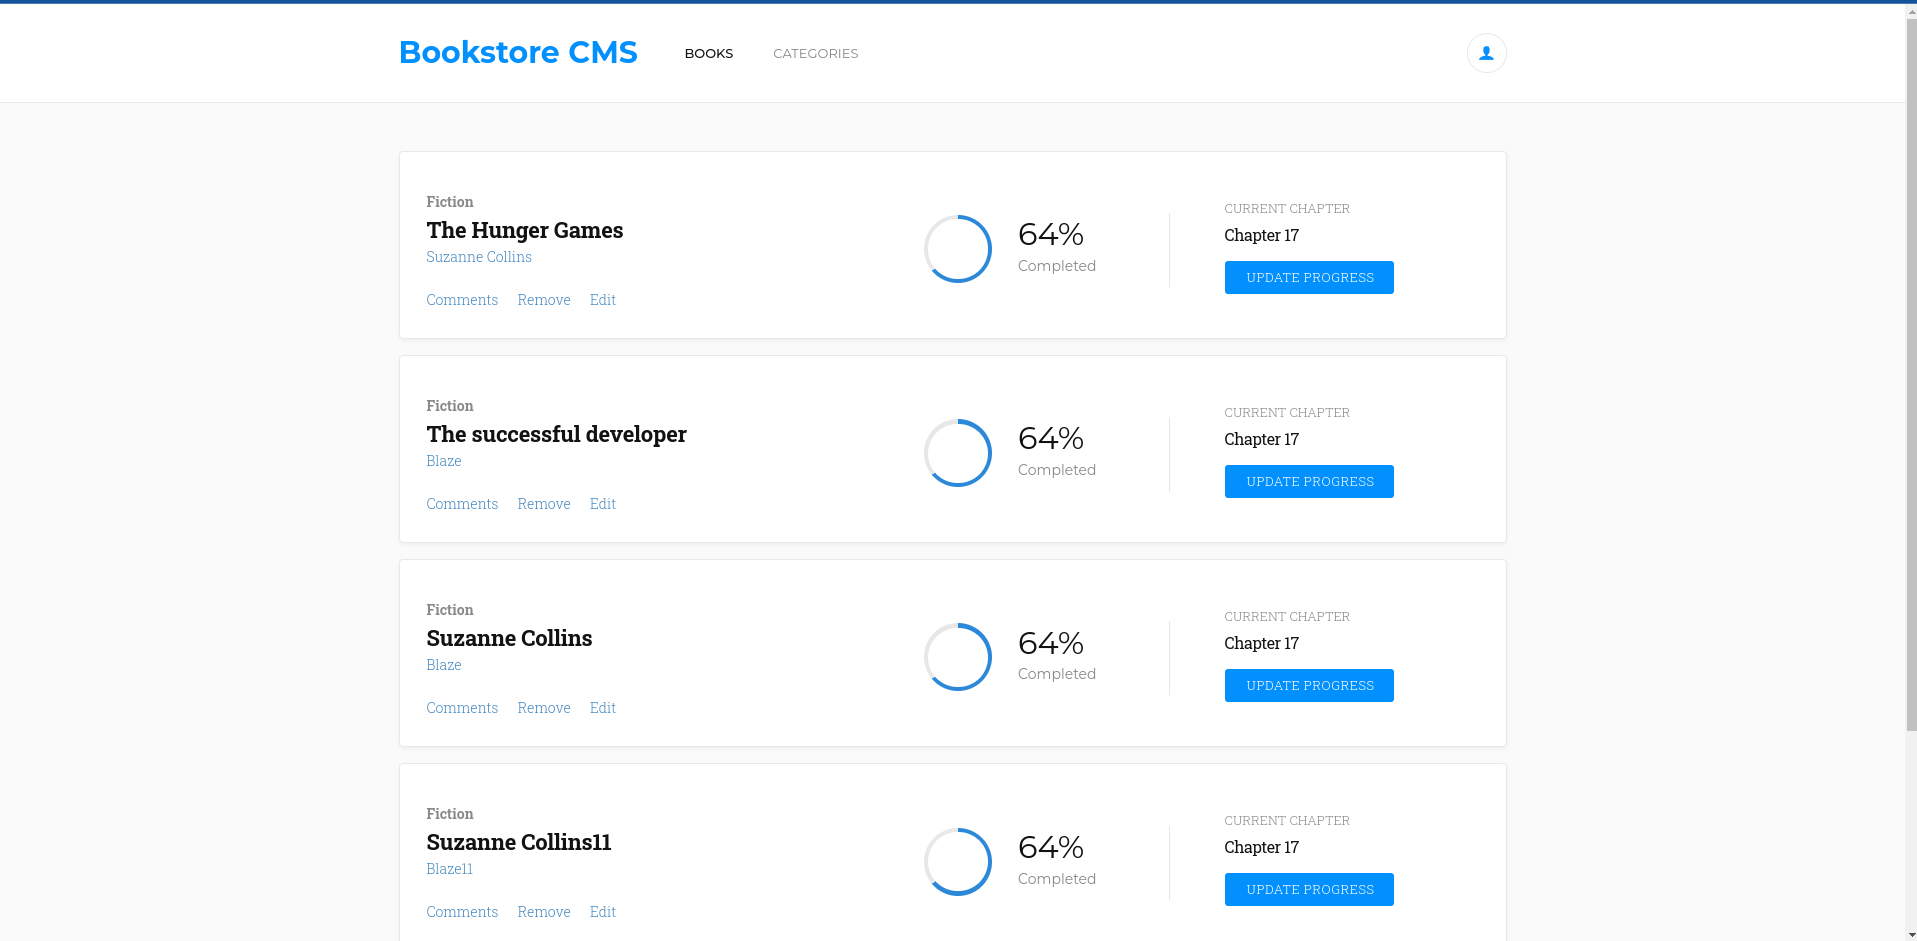 Bookstore CMS BOOKS CATEGORIES
Fiction
The Hunger Games
Suzanne Collins
Comments Remove Edit
64%
Completed
CURRENT CHAPTER
Chapter 17
UPDATE PROGRESS
Fiction
The successful developer
Blaze
Comments Remove Edit
64%
Completed
CURRENT CHAPTER
Chapter 17
UPDATE PROGRESS
Fiction
Suzanne Collins
Blaze
Comments Remove Edit
64%
Completed
CURRENT CHAPTER
Chapter 17
UPDATE PROGRESS
Fiction
Suzanne Collins11
Blaze11
Comments Remove Edit
64%
Completed
CURRENT CHAPTER
Chapter 17
UPDATE PROGRESS